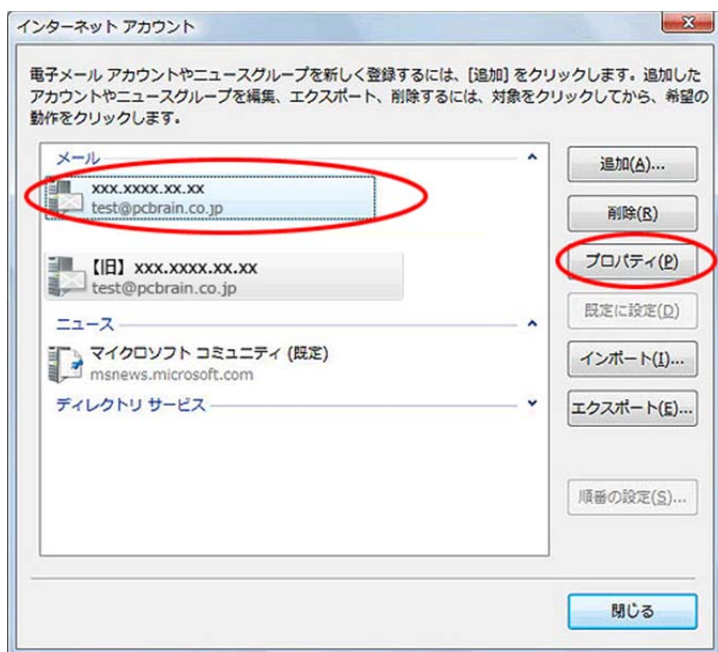 インターネット アカウント
電子メール アカウントやニュースグループを新しく登録するには、[追加] をクリックします。追加した
アカウントやニュースグループを編集、エクスポート、削除するには、対象をクリックしてから、希望の
動作をクリックします。
メール
xxx.xxxx.xx.xx
test@pcbrain.co.jp
【旧】xxx.xxxx.xx.xx
test@pcbrain.co.jp
ニュース
マイクロソフト コミュニティ (既定)
msnews.microsoft.com
ディレクトリ サービス
追加(A)...
削除(R)
プロパティ(P)
既定に設定(D)
インポート(I)...
エクスポート(E)...
順番の設定(S)...
閉じる